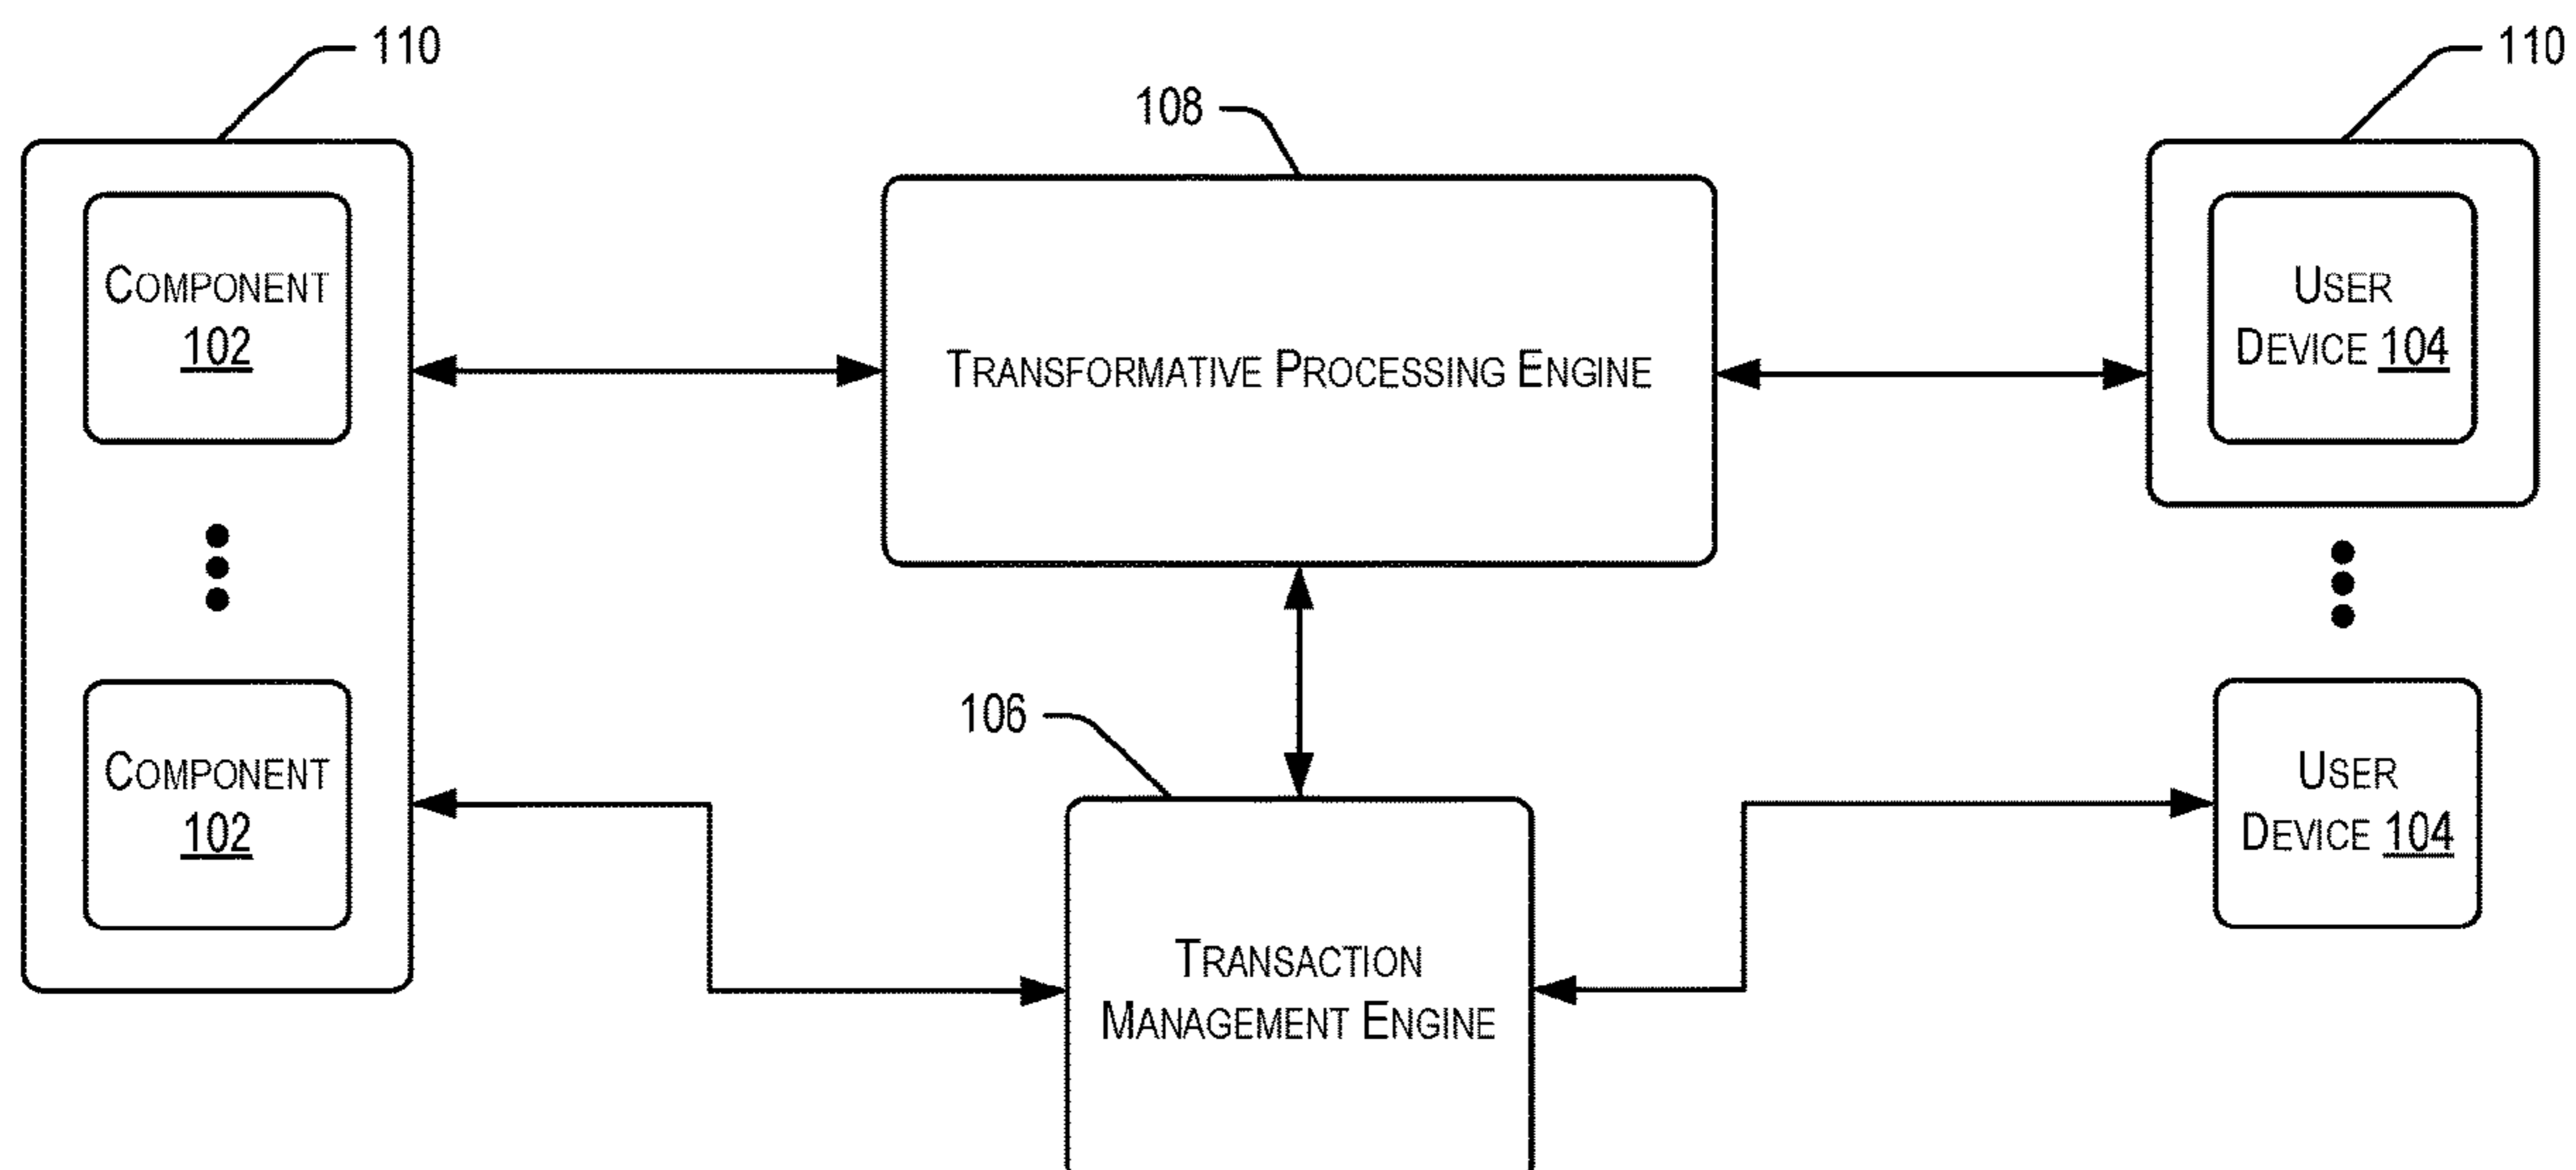 110
110
108
COMPONENT
102
TRANSFORMATIVE PROCESSING ENGINE
USER
DEVICE 104
106
COMPONENT
102
USER
DEVICE 104
TRANSACTION
MANAGEMENT ENGINE